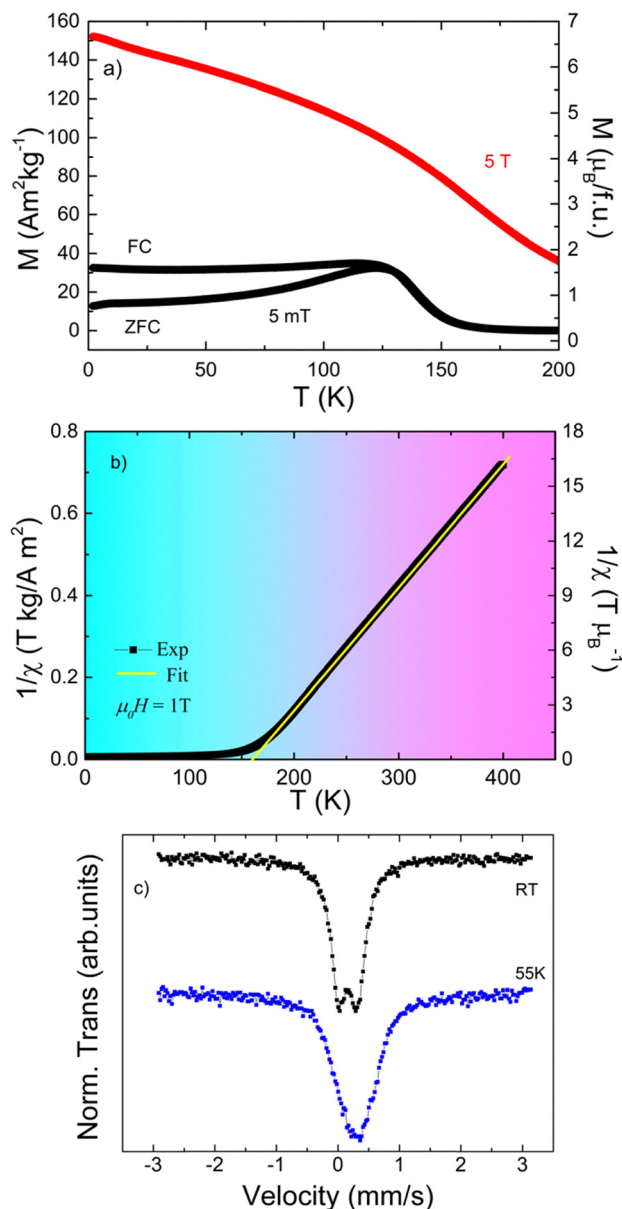 160
140
120
100
80
60
40
20
0
M (Am²kg⁻¹)
a)
5 T
FC
ZFC
5 mT
7
6
5
4
3
2
1
0
M (μ_B/f.u.)
0 50 100 150 200
T (K)
0.8
0.6
0.4
0.2
0.0
1/χ (T kg/A m²)
b)
Exp
Fit
μ₀H = 1T
18
15
12
9
6
3
0
1/χ (T μ_B⁻¹)
0 100 200 300 400
T (K)
Norm. Trans (arb.units)
c)
RT
55K
-3 -2 -1 0 1 2 3
Velocity (mm/s)